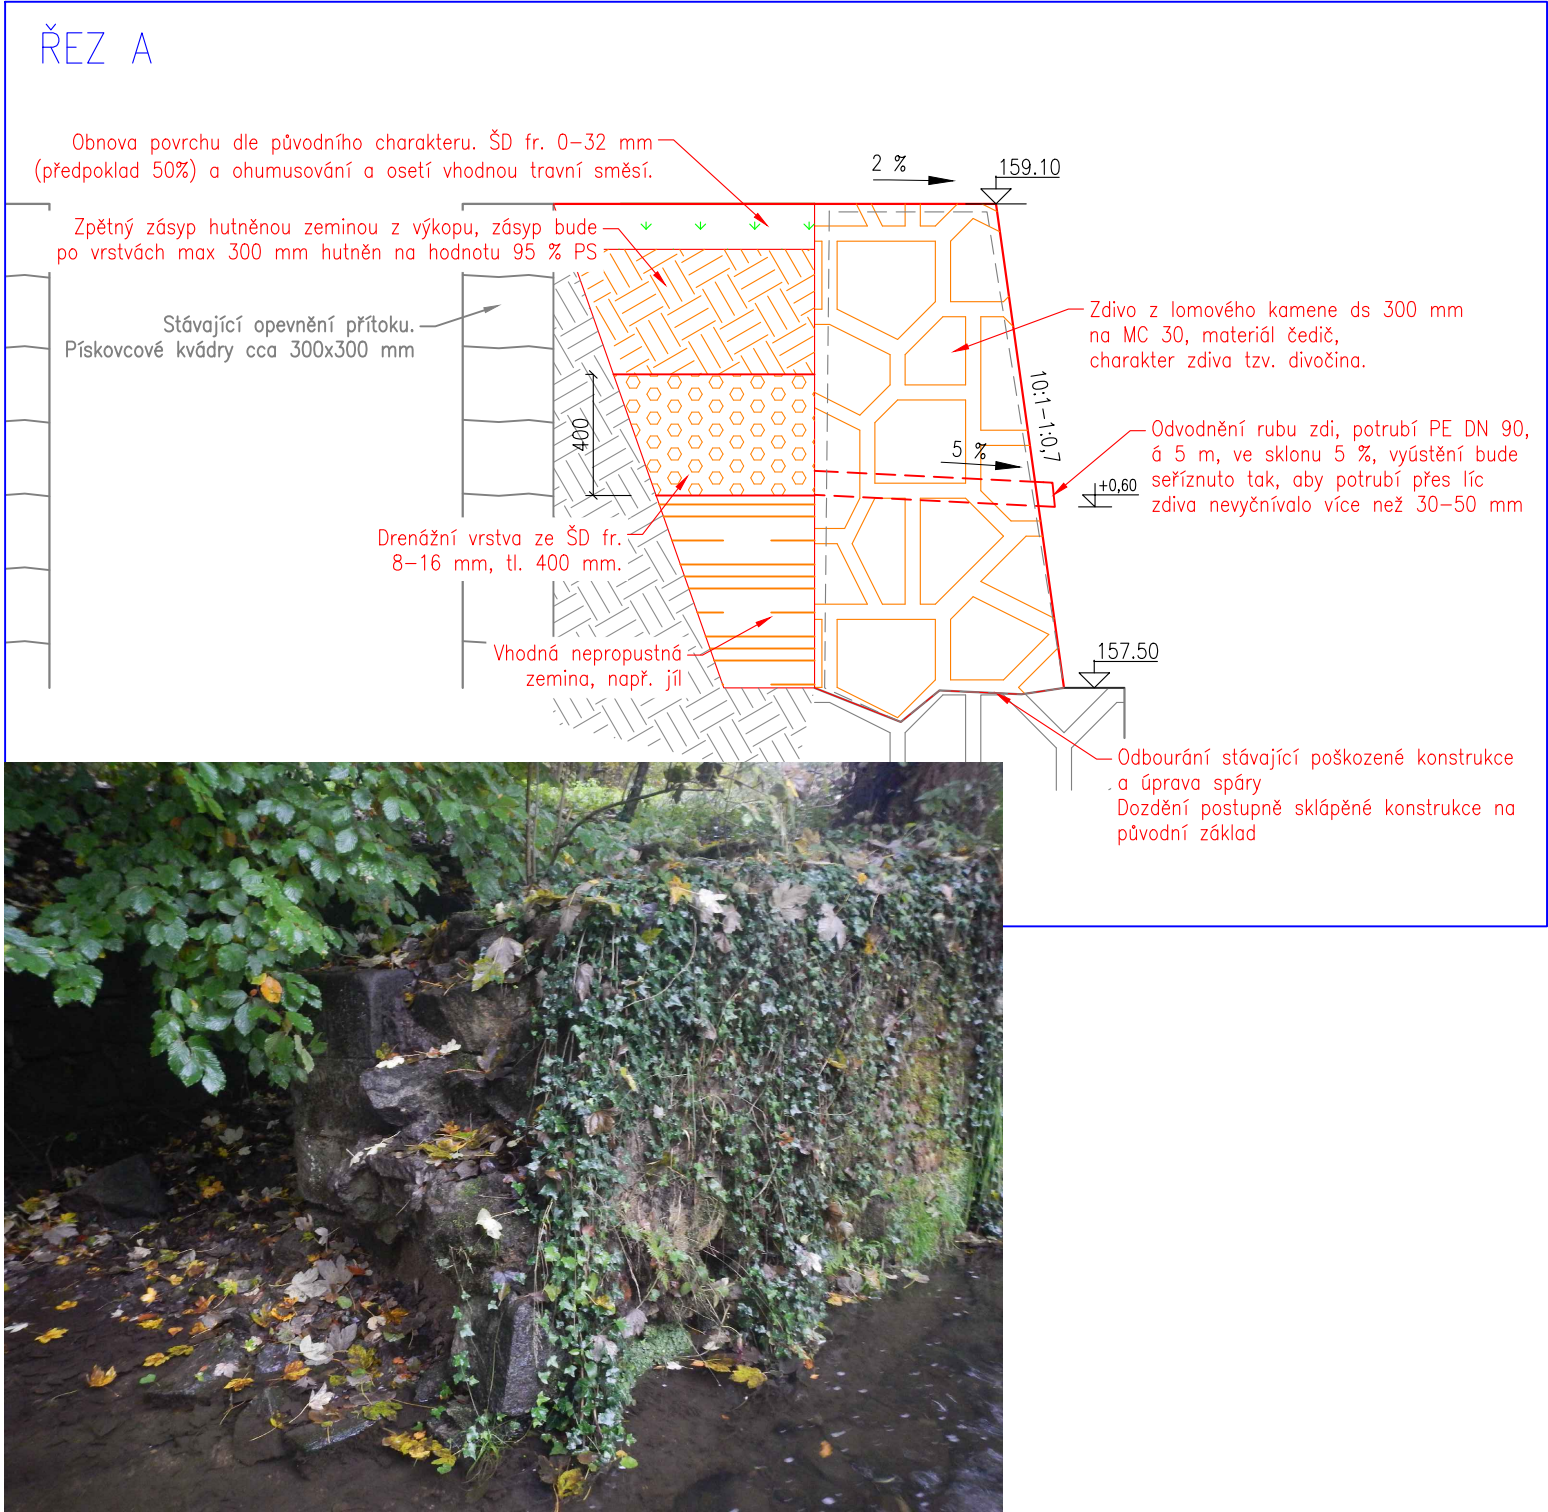 ŘEZ A
Obnova povrchu dle původního charakteru. ŠD fr. 0-32 mm
(předpoklad 50%) a ohumusování a osetí vhodnou travní směsí.
2 %
159.10
Zpětný zásyp hutněnou zeminou z výkopu, zásyp bude
po vrstvách max 300 mm hutněn na hodnotu 95 % PS
Stávající opevnění přítoku.
Pískovcové kvádry cca 300x300 mm
Zdivo z lomového kamene ds 300 mm
na MC 30, materiál čedič,
charakter zdiva tzv. divočina.
10:1-1:0,7
400
5 %
Odvodnění rubu zdi, potrubí PE DN 90,
á 5 m, ve sklonu 5 %, vyústění bude
seříznuto tak, aby potrubí přes líc
zdiva nevyčnívalo více než 30-50 mm
+0,60
Drenážní vrstva ze ŠD fr.
8-16 mm, tl. 400 mm.
Vhodná nepropustná
zemina, např. jíl
157.50
Odbourání stávající poškozené konstrukce
a úprava spáry
Dozdění postupně sklápěné konstrukce na
původní základ